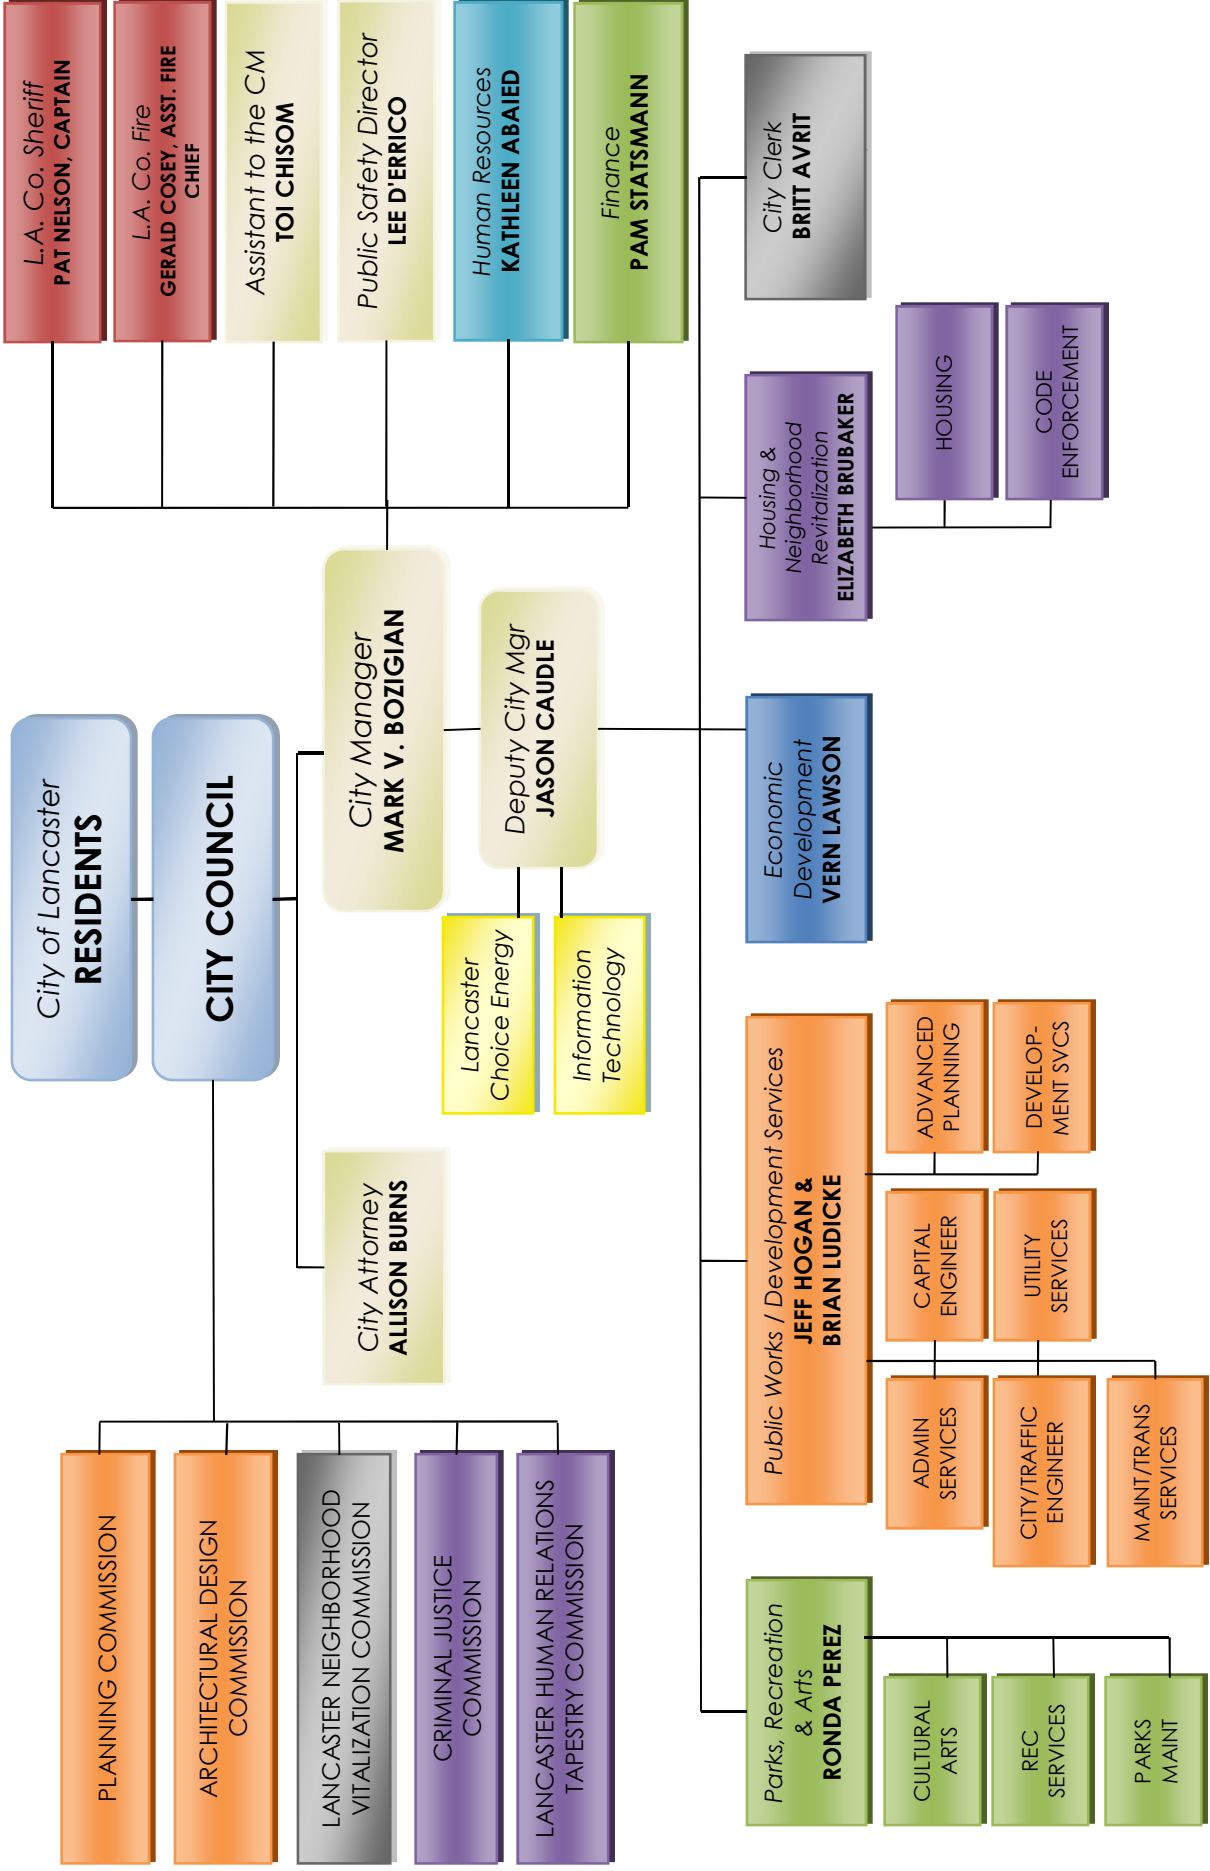 City of Lancaster
RESIDENTS
CITY COUNCIL
PLANNING COMMISSION
ARCHITECTURAL DESIGN
COMMISSION
LANCASTER NEIGHBORHOOD
VITALIZATION COMMISSION
CRIMINAL JUSTICE
COMMISSION
LANCASTER HUMAN RELATIONS
TAPESTRY COMMISSION
City Attorney
ALLISON BURNS
City Manager
MARK V. BOZIGIAN
L.A. Co. Sheriff
PAT NELSON, CAPTAIN
L.A. Co. Fire
GERALD COSEY, ASST. FIRE
CHIEF
Assistant to the CM
TOI CHISOM
Public Safety Director
LEE D'ERRICO
Human Resources
KATHLEEN ABAIED
Finance
PAM STATSMANN
Deputy City Mgr
JASON CAUDLE
Lancaster
Choice Energy
Information
Technology
Parks, Recreation
& Arts
RONDA PEREZ
CULTURAL
ARTS
REC
SERVICES
PARKS
MAINT
Public Works / Development Services
JEFF HOGAN &
BRIAN LUDICKE
ADMIN
SERVICES
CAPITAL
ENGINEER
CITY/TRAFFIC
ENGINEER
UTILITY
SERVICES
MAINT/TRANS
SERVICES
ADVANCED
PLANNING
DEVELOP-
MENT SVCS
Economic
Development
VERN LAWSON
Housing &
Neighborhood
Revitalization
ELIZABETH BRUBAKER
HOUSING
CODE
ENFORCEMENT
City Clerk
BRITT AVRIT